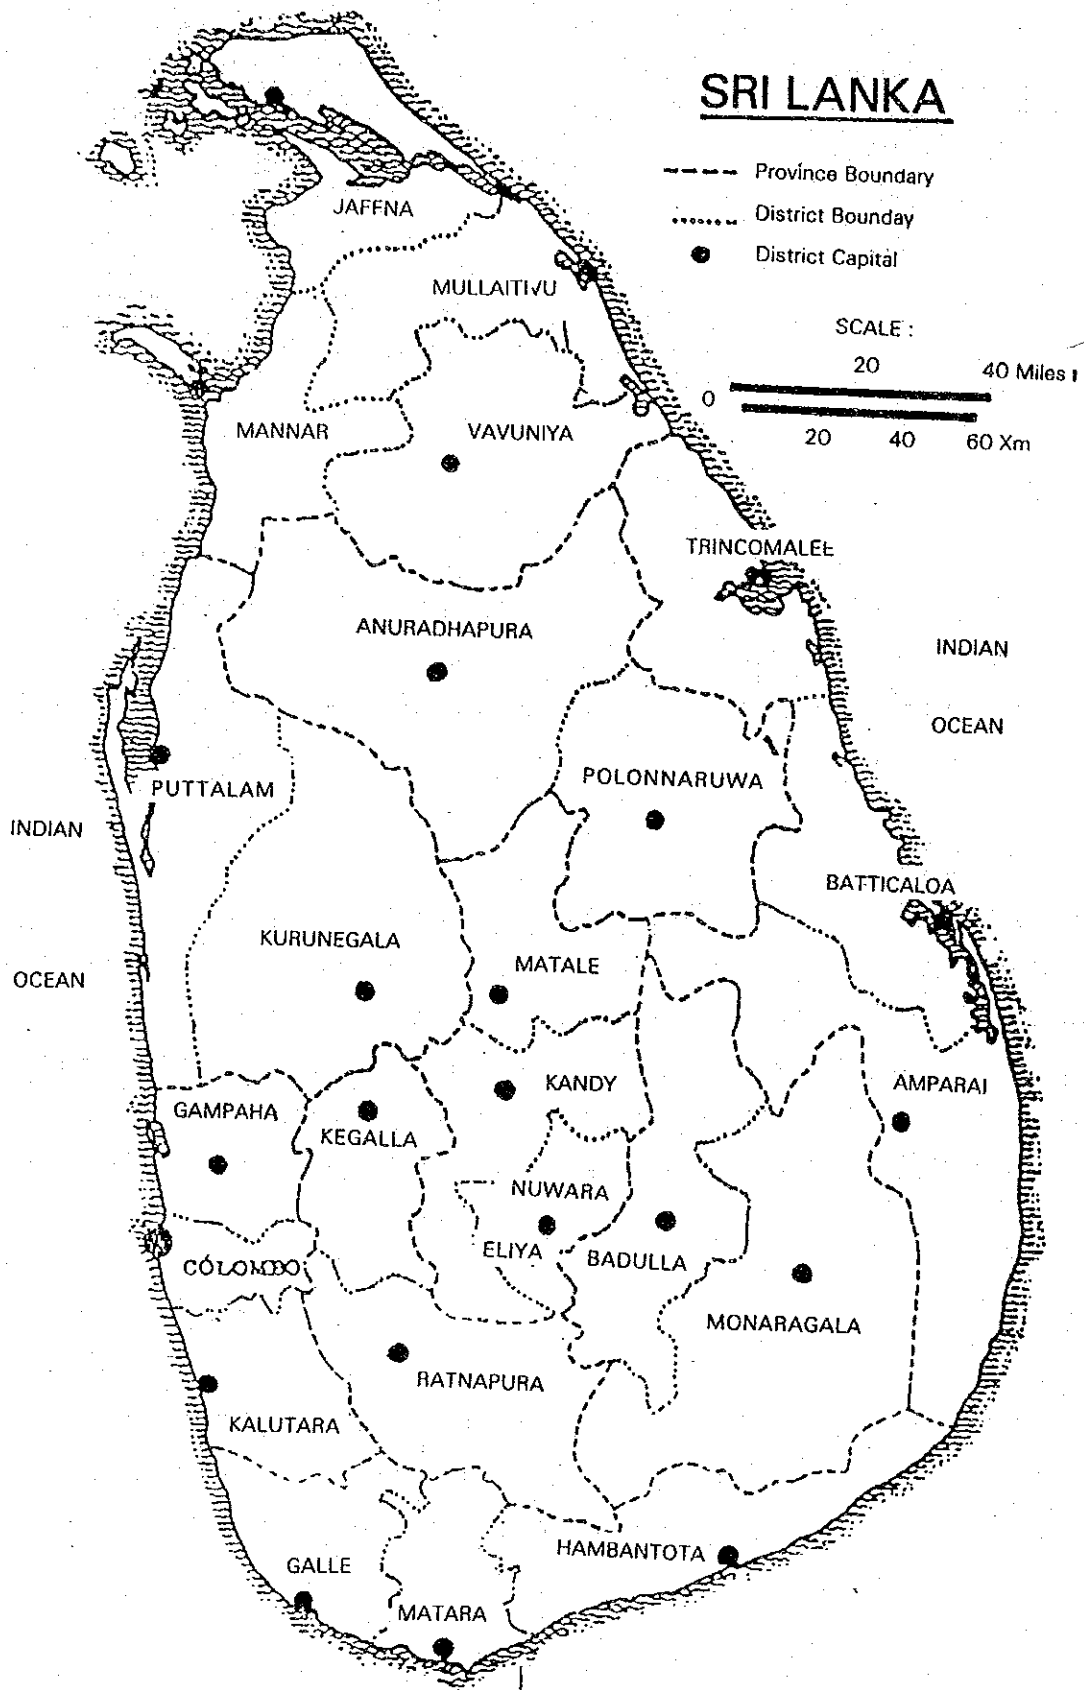 SRI LANKA
Province Boundary
District Bounday
District Capital
SCALE :
20 40 Miles
0
20 40 60 Xm
JAFFNA
MULLAITIVU
MANNAR
VAVUNIYA
TRINCOMALEE
ANURADHAPURA
INDIAN
OCEAN
PUTTALAM
POLONNARUWA
INDIAN
BATTICALOA
KURUNEGALA
MATALE
OCEAN
KANDY
AMPARAI
GAMPAHA
KEGALLA
NUWARA
ELIYA
BADULLA
COLOMBO
MONARAGALA
RATNAPURA
KALUTARA
HAMBANTOTA
GALLE
MATARA